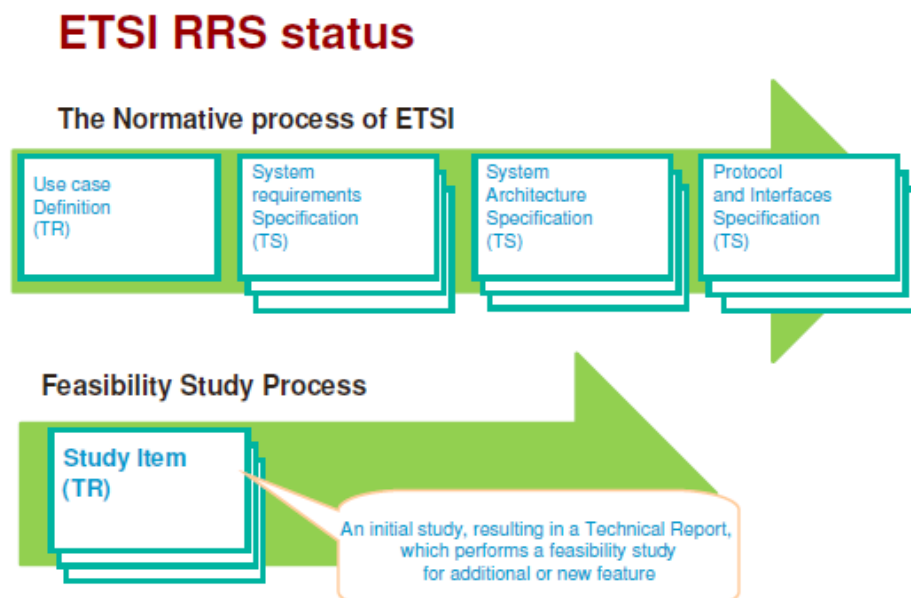 ETSI RRS status
The Normative process of ETSI
Use case
Definition
(TR)
System
requirements
Specification
(TS)
System
Architecture
Specification
(TS)
Protocol
and Interfaces
Specification
(TS)
Feasibility Study Process
Study Item
(TR)
An initial study, resulting in a Technical Report,
which performs a feasibility study
for additional or new feature